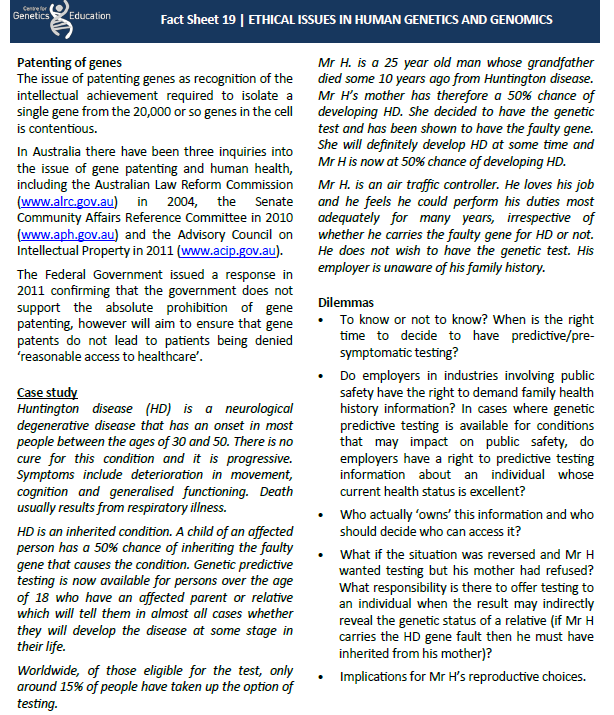 Centre for
Genetics Education
Fact Sheet 19 | ETHICAL ISSUES IN HUMAN GENETICS AND GENOMICS
Patenting of genes
The issue of patenting genes as recognition of the
intellectual achievement required to isolate a
single gene from the 20,000 or so genes in the cell
is contentious.
In Australia there have been three inquiries into
the issue of gene patenting and human health,
including the Australian Law Reform Commission
(www.alrc.gov.au) in 2004, the Senate
Community Affairs Reference Committee in 2010
(www.aph.gov.au) and the Advisory Council on
Intellectual Property in 2011 (www.acip.gov.au).
The Federal Government issued a response in
2011 confirming that the government does not
support the absolute prohibition of gene
patenting, however will aim to ensure that gene
patents do not lead to patients being denied
‘reasonable access to healthcare’.
Case study
Huntington disease (HD) is a neurological
degenerative disease that has an onset in most
people between the ages of 30 and 50. There is no
cure for this condition and it is progressive.
Symptoms include deterioration in movement,
cognition and generalised functioning. Death
usually results from respiratory illness.
HD is an inherited condition. A child of an affected
person has a 50% chance of inheriting the faulty
gene that causes the condition. Genetic predictive
testing is now available for persons over the age
of 18 who have an affected parent or relative
which will tell them in almost all cases whether
they will develop the disease at some stage in
their life.
Worldwide, of those eligible for the test, only
around 15% of people have taken up the option of
testing.
Mr H. is a 25 year old man whose grandfather
died some 10 years ago from Huntington disease.
Mr H’s mother has therefore a 50% chance of
developing HD. She decided to have the genetic
test and has been shown to have the faulty gene.
She will definitely develop HD at some time and
Mr H is now at 50% chance of developing HD.
Mr H. is an air traffic controller. He loves his job
and he feels he could perform his duties most
adequately for many years, irrespective of
whether he carries the faulty gene for HD or not.
He does not wish to have the genetic test. His
employer is unaware of his family history.
Dilemmas
• To know or not to know? When is the right
time to decide to have predictive/pre-
symptomatic testing?
• Do employers in industries involving public
safety have the right to demand family health
history information? In cases where genetic
predictive testing is available for conditions
that may impact on public safety, do
employers have a right to predictive testing
information about an individual whose
current health status is excellent?
• Who actually ‘owns’ this information and who
should decide who can access it?
• What if the situation was reversed and Mr H
wanted testing but his mother had refused?
What responsibility is there to offer testing to
an individual when the result may indirectly
reveal the genetic status of a relative (if Mr H
carries the HD gene fault then he must have
inherited from his mother)?
• Implications for Mr H’s reproductive choices.